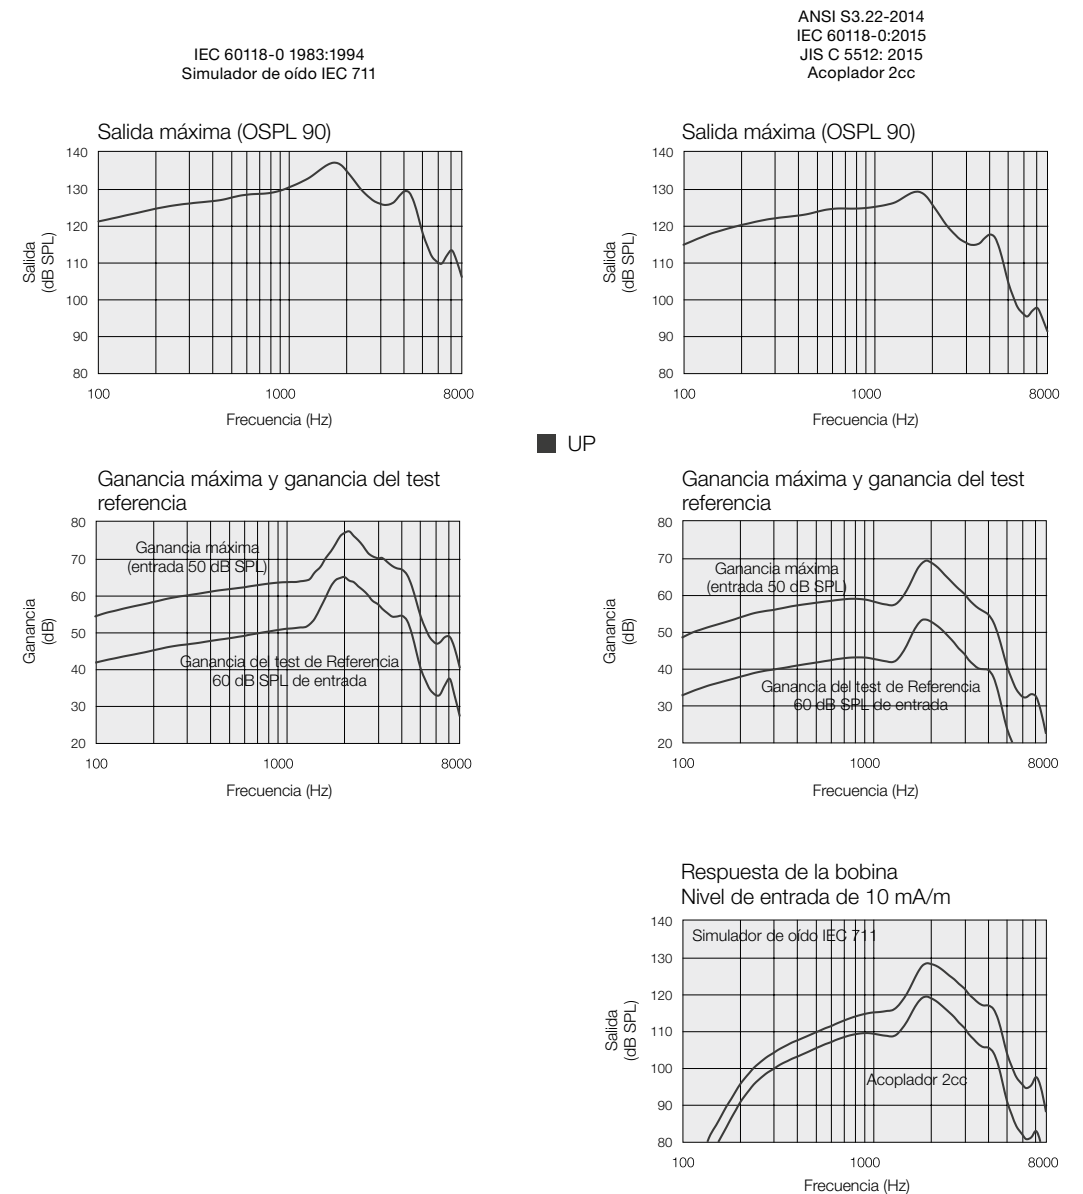 IEC 60118-0 1983:1994
Simulador de oído IEC 711
ANSI S3.22-2014
IEC 60118-0:2015
JIS C 5512: 2015
Acoplador 2cc
Salida máxima (OSPL 90)
140
130
120
110
100
90
80
Salida
(dB SPL)
100
1000
8000
Frecuencia (Hz)
Salida máxima (OSPL 90)
140
130
120
110
100
90
80
Salida
(dB SPL)
100
1000
8000
Frecuencia (Hz)
UP
Ganancia máxima y ganancia del test
referencia
80
70
60
50
40
30
20
Ganancia
(dB)
Ganancia máxima
(entrada 50 dB SPL)
Ganancia del test de Referencia
60 dB SPL de entrada
100
1000
8000
Frecuencia (Hz)
Ganancia máxima y ganancia del test
referencia
80
70
60
50
40
30
20
Ganancia
(dB)
Ganancia máxima
(entrada 50 dB SPL)
Ganancia del test de Referencia
60 dB SPL de entrada
100
1000
8000
Frecuencia (Hz)
Respuesta de la bobina
Nivel de entrada de 10 mA/m
140
130
120
110
100
90
80
Salida
(dB SPL)
Simulador de oído IEC 711
Acoplador 2cc
100
1000
8000
Frecuencia (Hz)